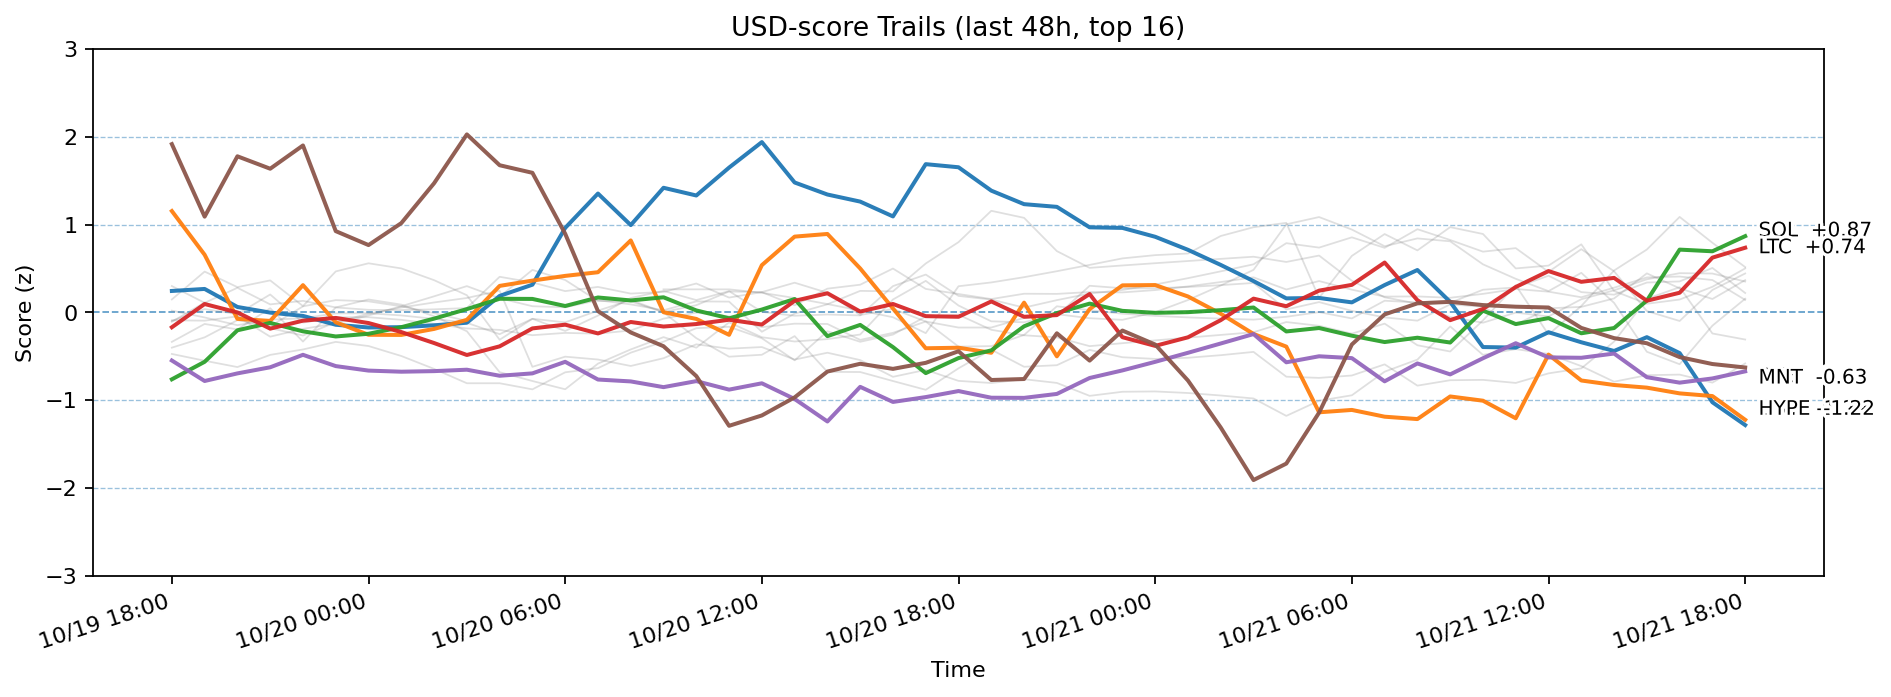 USD-score Trails (last 48h, top 16)
3
2
1
0
−1
−2
−3
Score (z)
SOL +0.87
LTC +0.74
MNT -0.63
HYPE -1.22
10/19 18:00
10/20 00:00
10/20 06:00
10/20 12:00
10/20 18:00
10/21 00:00
10/21 06:00
10/21 12:00
10/21 18:00
Time